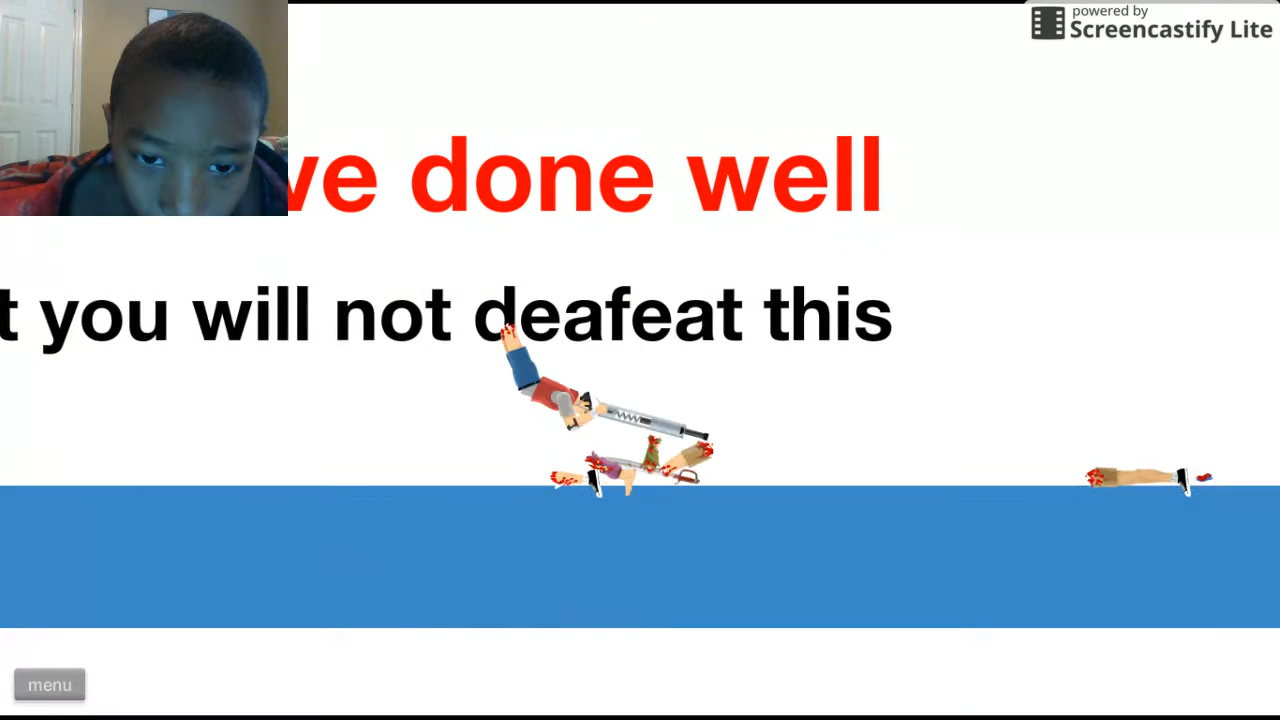 powered by
Screencastify Lite
ve done well
t you will not deafeat this
menu